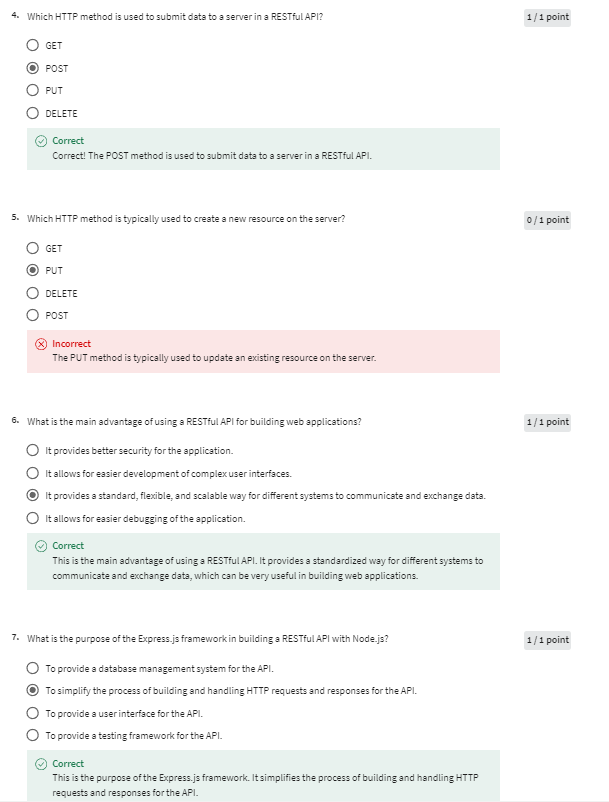 4. Which HTTP method is used to submit data to a server in a RESTful API? 1 / 1 point
GET
POST
PUT
DELETE
Correct
Correct! The POST method is used to submit data to a server in a RESTful API.
5. Which HTTP method is typically used to create a new resource on the server? 0 / 1 point
GET
PUT
DELETE
POST
Incorrect
The PUT method is typically used to update an existing resource on the server.
6. What is the main advantage of using a RESTful API for building web applications? 1 / 1 point
It provides better security for the application.
It allows for easier development of complex user interfaces.
It provides a standard, flexible, and scalable way for different systems to communicate and exchange data.
It allows for easier debugging of the application.
Correct
This is the main advantage of using a RESTful API. It provides a standardized way for different systems to
communicate and exchange data, which can be very useful in building web applications.
7. What is the purpose of the Express.js framework in building a RESTful API with Node.js? 1 / 1 point
To provide a database management system for the API.
To simplify the process of building and handling HTTP requests and responses for the API.
To provide a user interface for the API.
To provide a testing framework for the API.
Correct
This is the purpose of the Express.js framework. It simplifies the process of building and handling HTTP
requests and responses for the API.